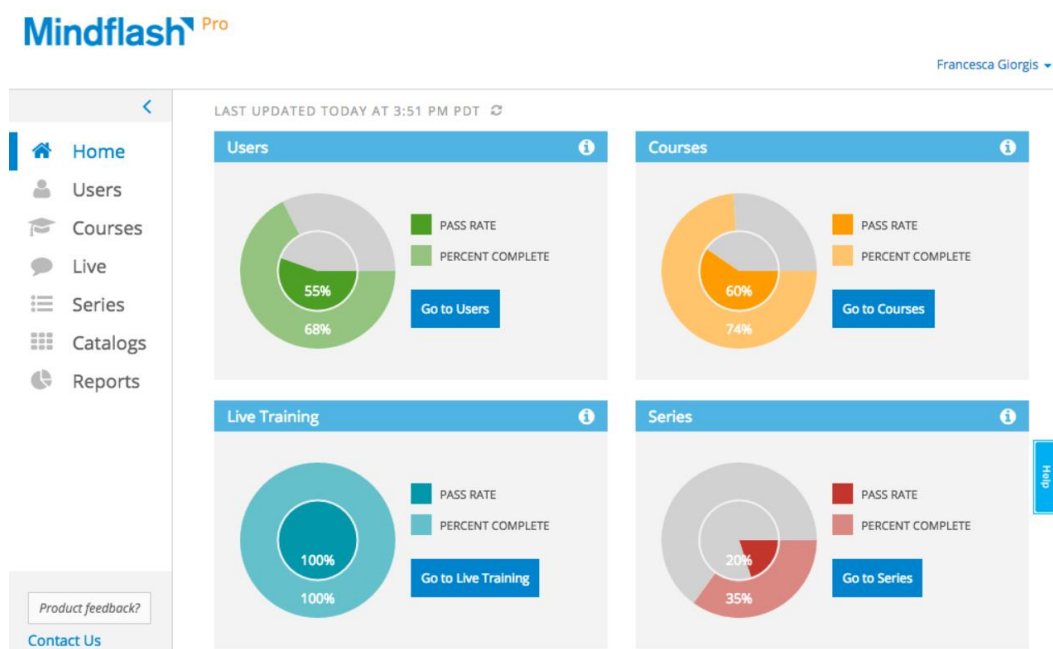 Mindflash Pro
Francesca Giorgis
LAST UPDATED TODAY AT 3:51 PM PDT
Home
Users
Courses
Live
Series
Catalogs
Reports
Product feedback?
Contact Us
Users
PASS RATE
PERCENT COMPLETE
55%
68%
Go to Users
Courses
PASS RATE
PERCENT COMPLETE
60%
74%
Go to Courses
Live Training
PASS RATE
PERCENT COMPLETE
100%
100%
Go to Live Training
Series
PASS RATE
PERCENT COMPLETE
20%
35%
Go to Series
Help